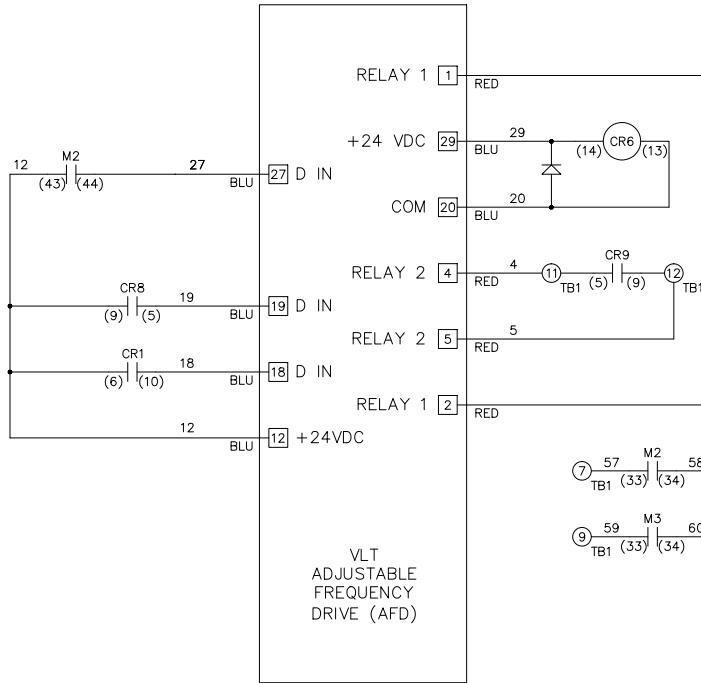 RELAY 1 1
RED
+24 VDC 29 29
BLU
(14) CR6 (13)
12 M2 27
(43) (44) BLU
27 D IN
COM 20 20
BLU
RELAY 2 4 4
RED
11 TB1
CR9
(5) (9)
12 TB1
CR8 19
(9) (5) BLU
19 D IN
RELAY 2 5 5
RED
CR1 18
(6) (10) BLU
18 D IN
RELAY 1 2
RED
12
BLU
12 +24VDC
7 57 M2 58
TB1 (33) (34)
9 59 M3 60
TB1 (33) (34)
VLT
ADJUSTABLE
FREQUENCY
DRIVE (AFD)